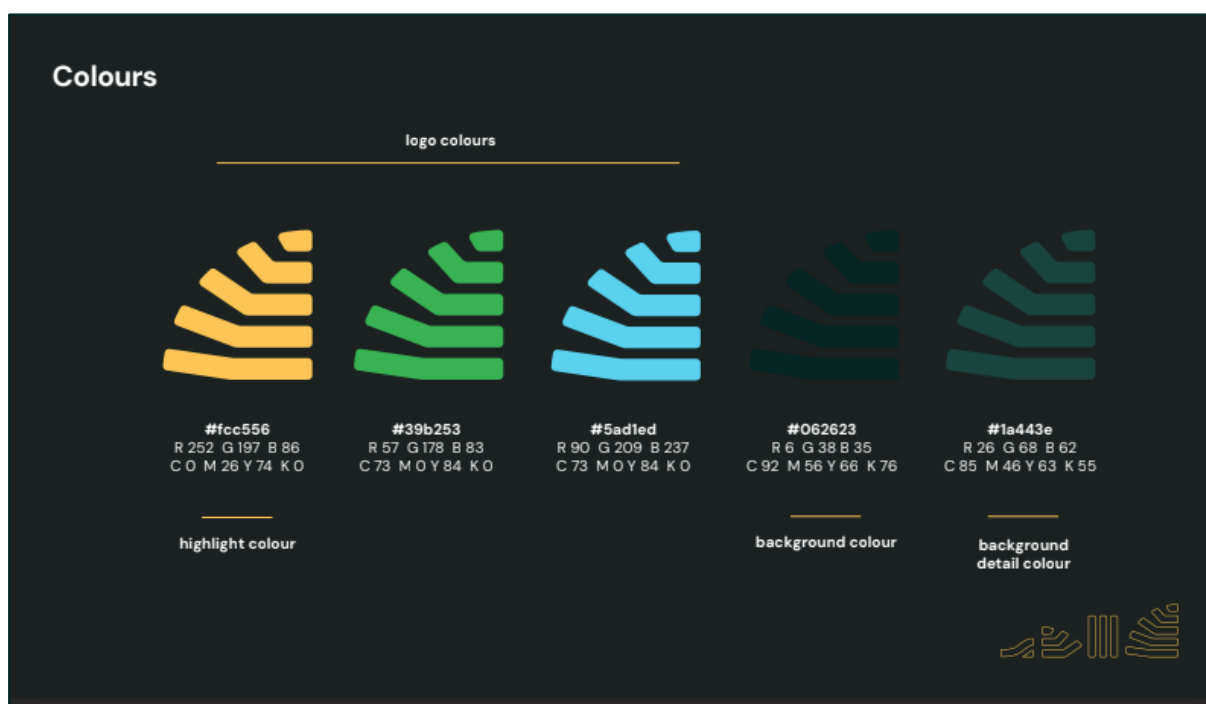 Colours
logo colours
#fcc556
R 252 G 197 B 86
C 0 M 26 Y 74 K 0
highlight colour
#39b253
R 57 G 178 B 83
C 73 M 0 Y 84 K 0
#5ad1ed
R 90 G 209 B 237
C 73 M 0 Y 84 K 0
#062623
R 6 G 38 B 35
C 92 M 56 Y 66 K 76
background colour
#1a443e
R 26 G 68 B 62
C 85 M 46 Y 63 K 55
background
detail colour